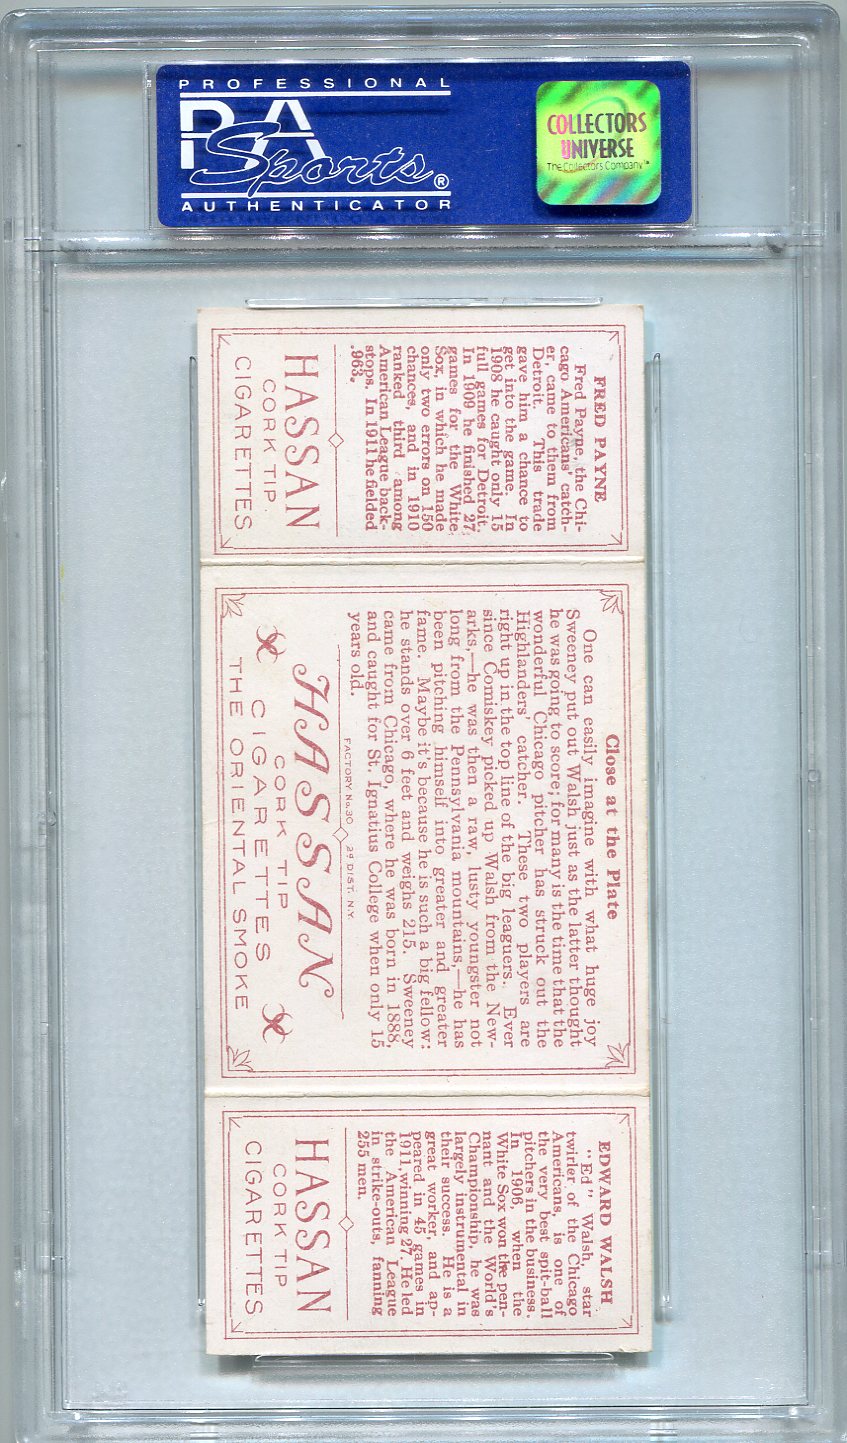 PROFESSIONAL
PSA
Sports®
AUTHENTICATOR
COLLECTORS
UNIVERSE
The Collectors Company™
FRED PAYNE
Fred Payne, the Chi-
cago Americans' catch-
er, came to them from
Detroit. This trade
gave him a chance to
get into the game. In
1908 he caught only 15
full games for Detroit.
In 1909 he finished 27
games for the White
Sox, in which he made
only two errors on 150
chances, and in 1910
ranked third among
American League back-
stops. In 1911 he fielded
.963.
HASSAN
CORK TIP
CIGARETTES
Close at the Plate
One can easily imagine with what huge joy
Sweeney put out Walsh just as the latter thought
he was going to score; for many is the time that the
wonderful Chicago pitcher has struck out the
Highlanders' catcher. These two players are
right up in the top line of the big leaguers. Ever
since Comiskey picked up Walsh from the New-
arks,—he was then a raw, lusty youngster not
long from the Pennsylvania mountains,—he has
been pitching himself into greater and greater
fame. Maybe it's because he is such a big fellow:
he stands over 6 feet and weighs 215. Sweeney
came from Chicago, where he was born in 1888,
and caught for St. Ignatius College when only 15
years old.
FACTORY No. 30 2d DIST. N.Y.
HASSAN
CORK TIP
CIGARETTES
THE ORIENTAL SMOKE
EDWARD WALSH
"Ed" Walsh, star
twirler of the Chicago
Americans, is one of
the very best spit-ball
pitchers in the business.
In 1906, when the
White Sox won the pen-
nant and the World's
Championship, he was
largely instrumental in
their success. He is a
great worker, and ap-
peared in 45 games in
1911, winning 27. He led
the American League
in strike-outs, fanning
255 men.
HASSAN
CORK TIP
CIGARETTES